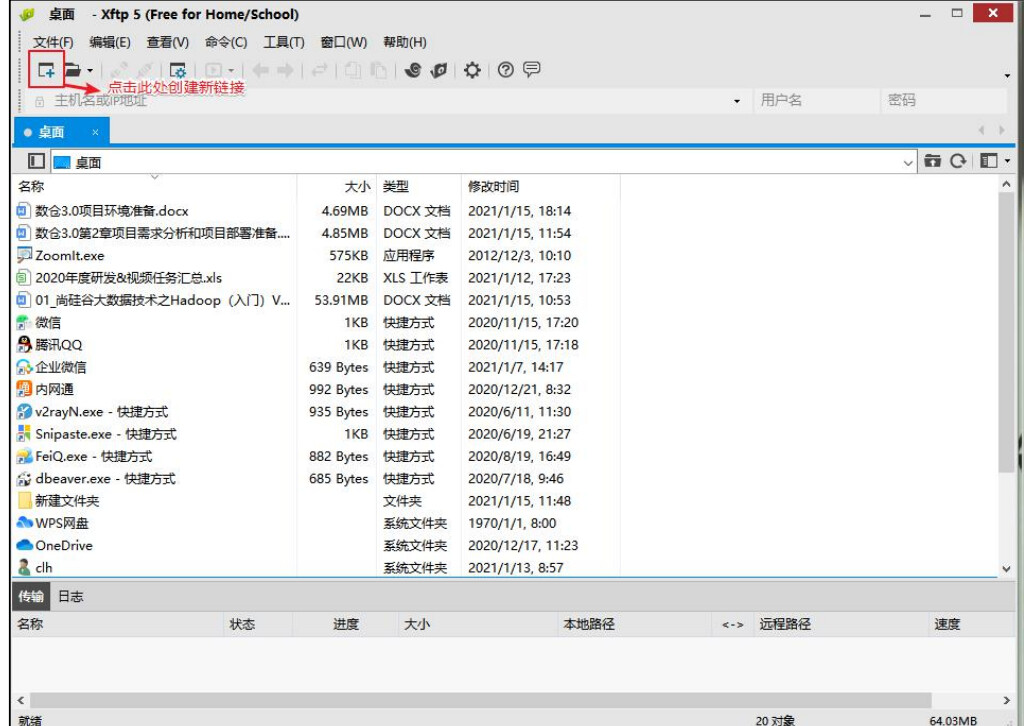 桌面 - Xftp 5 (Free for Home/School)
文件(F) 编辑(E) 查看(V) 命令(C) 工具(T) 窗口(W) 帮助(H)
点击此处创建新链接
主机名或IP地址 用户名 密码
桌面 ×
桌面
名称 大小 类型 修改时间
数仓3.0项目环境准备.docx 4.69MB DOCX 文档 2021/1/15, 18:14
数仓3.0第2章项目需求分析和项目部署准备.... 4.85MB DOCX 文档 2021/1/15, 11:54
ZoomIt.exe 575KB 应用程序 2012/12/3, 10:10
2020年度研发&视频任务汇总.xls 22KB XLS 工作表 2021/1/12, 17:23
01_尚硅谷大数据技术之Hadoop（入门）V... 53.91MB DOCX 文档 2021/1/15, 10:53
微信 1KB 快捷方式 2020/11/15, 17:20
腾讯QQ 1KB 快捷方式 2020/11/15, 17:18
企业微信 639 Bytes 快捷方式 2021/1/7, 14:17
内网通 992 Bytes 快捷方式 2020/12/21, 8:32
v2rayN.exe - 快捷方式 935 Bytes 快捷方式 2020/6/11, 11:30
Snipaste.exe - 快捷方式 1KB 快捷方式 2020/6/19, 21:27
FeiQ.exe - 快捷方式 882 Bytes 快捷方式 2020/8/19, 16:49
dbeaver.exe - 快捷方式 685 Bytes 快捷方式 2020/7/18, 9:46
新建文件夹 文件夹 2021/1/15, 11:48
WPS网盘 系统文件夹 1970/1/1, 8:00
OneDrive 系统文件夹 2020/12/17, 11:23
clh 系统文件夹 2021/1/13, 8:57
传输 日志
名称 状态 进度 大小 本地路径 <-> 远程路径 速度
就绪 20 对象 64.03MB